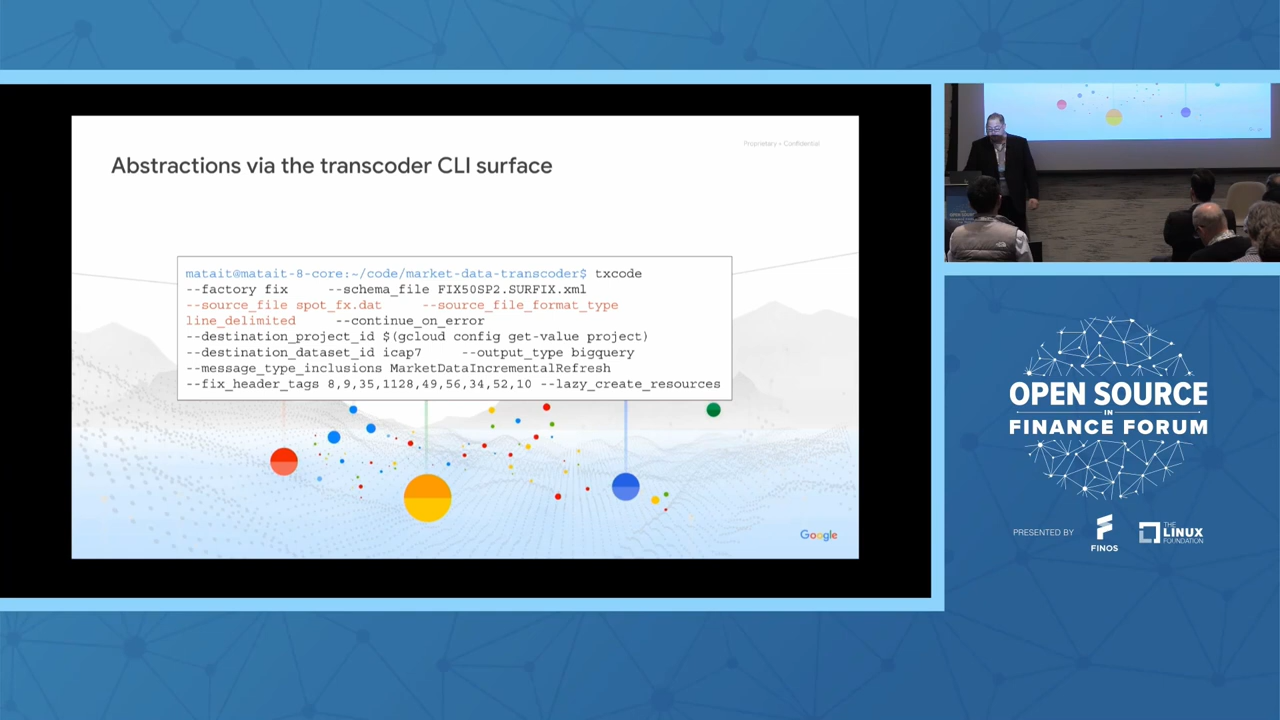 Proprietary + Confidential
Abstractions via the transcoder CLI surface
matait@matait-8-core:~/code/market-data-transcoder$ txcode
--factory fix --schema_file FIX50SP2.SURFIX.xml
--source_file spot_fx.dat --source_file_format_type
line_delimited --continue_on_error
--destination_project_id $(gcloud config get-value project)
--destination_dataset_id icap7 --output_type bigquery
--message_type_inclusions MarketDataIncrementalRefresh
--fix_header_tags 8,9,35,1128,49,56,34,52,10 --lazy_create_resources
Google
OPEN SOURCE
IN
FINANCE FORUM
PRESENTED BY
FINOS
THE
LINUX
FOUNDATION